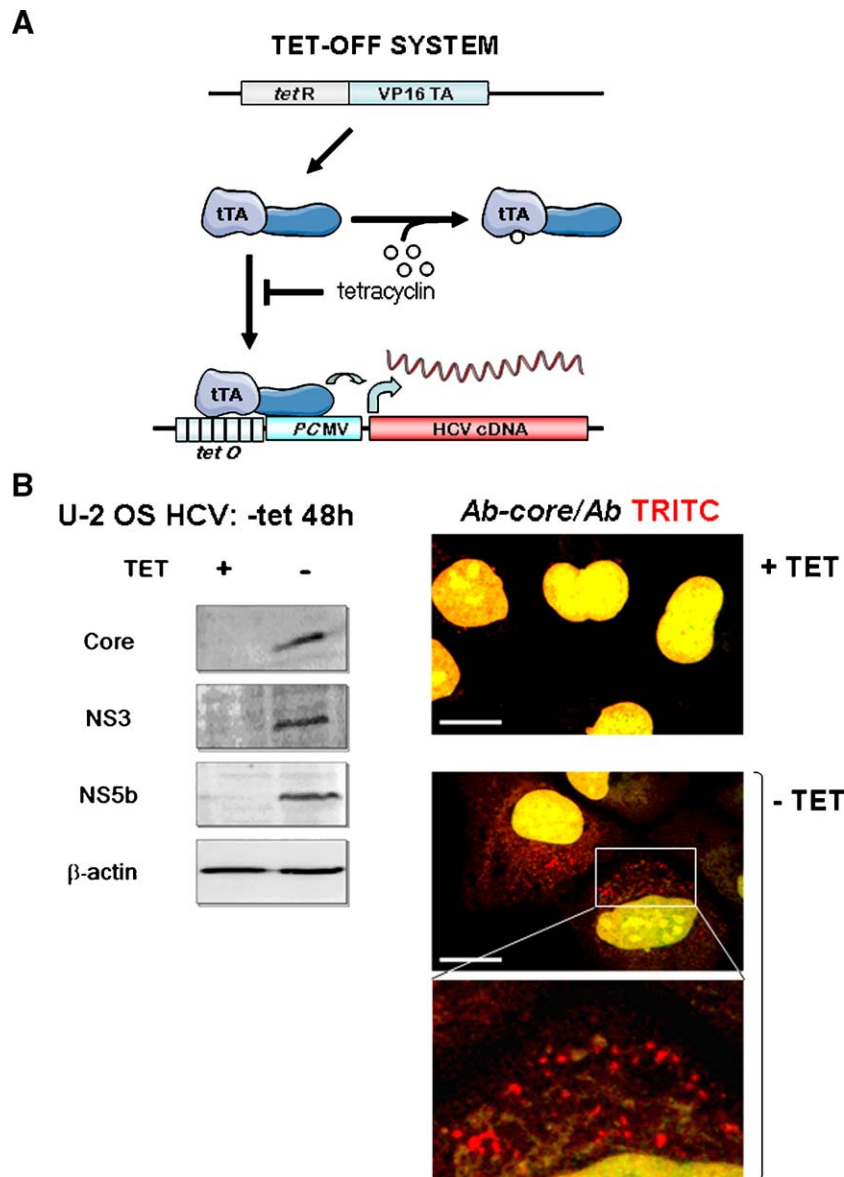 A
TET-OFF SYSTEM
tet R VP16 TA
tTA tTA
tetracyclin
tTA
PCMV HCV cDNA
tet O
B
U-2 OS HCV: -tet 48h
TET + -
Core
NS3
NS5b
β-actin
Ab-core/Ab TRITC
+ TET
- TET